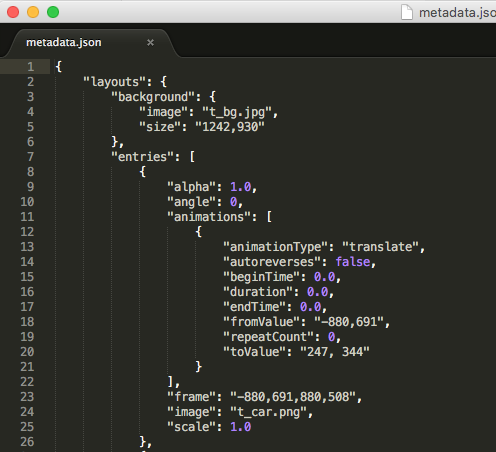 metadata.jso
metadata.json ×
1 {
2 "layouts": {
3 "background": {
4 "image": "t_bg.jpg",
5 "size": "1242,930"
6 },
7 "entries": [
8 {
9 "alpha": 1.0,
10 "angle": 0,
11 "animations": [
12 {
13 "animationType": "translate",
14 "autoreverses": false,
15 "beginTime": 0.0,
16 "duration": 0.0,
17 "endTime": 0.0,
18 "fromValue": "-880,691",
19 "repeatCount": 0,
20 "toValue": "247, 344"
21 }
22 ],
23 "frame": "-880,691,880,508",
24 "image": "t_car.png",
25 "scale": 1.0
26 },